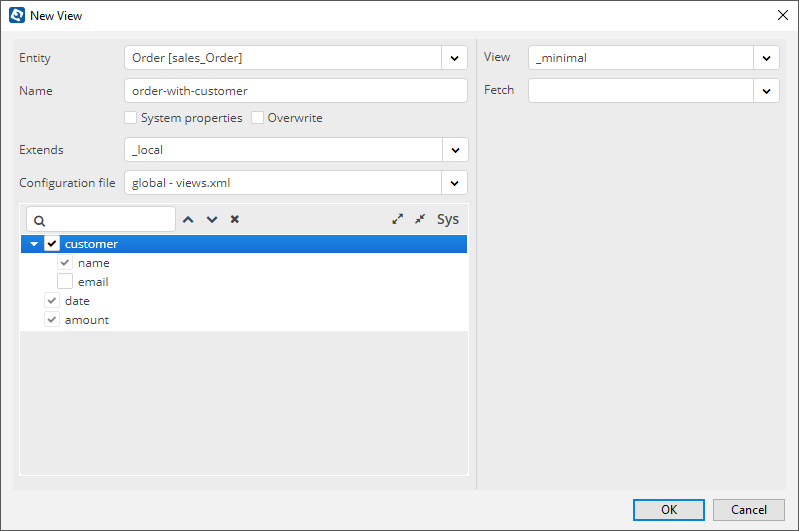 New View
Entity
Order [sales_Order]
Name
order-with-customer
System properties
Overwrite
Extends
_local
Configuration file
global - views.xml
Sys
customer
name
email
date
amount
View
_minimal
Fetch
OK
Cancel